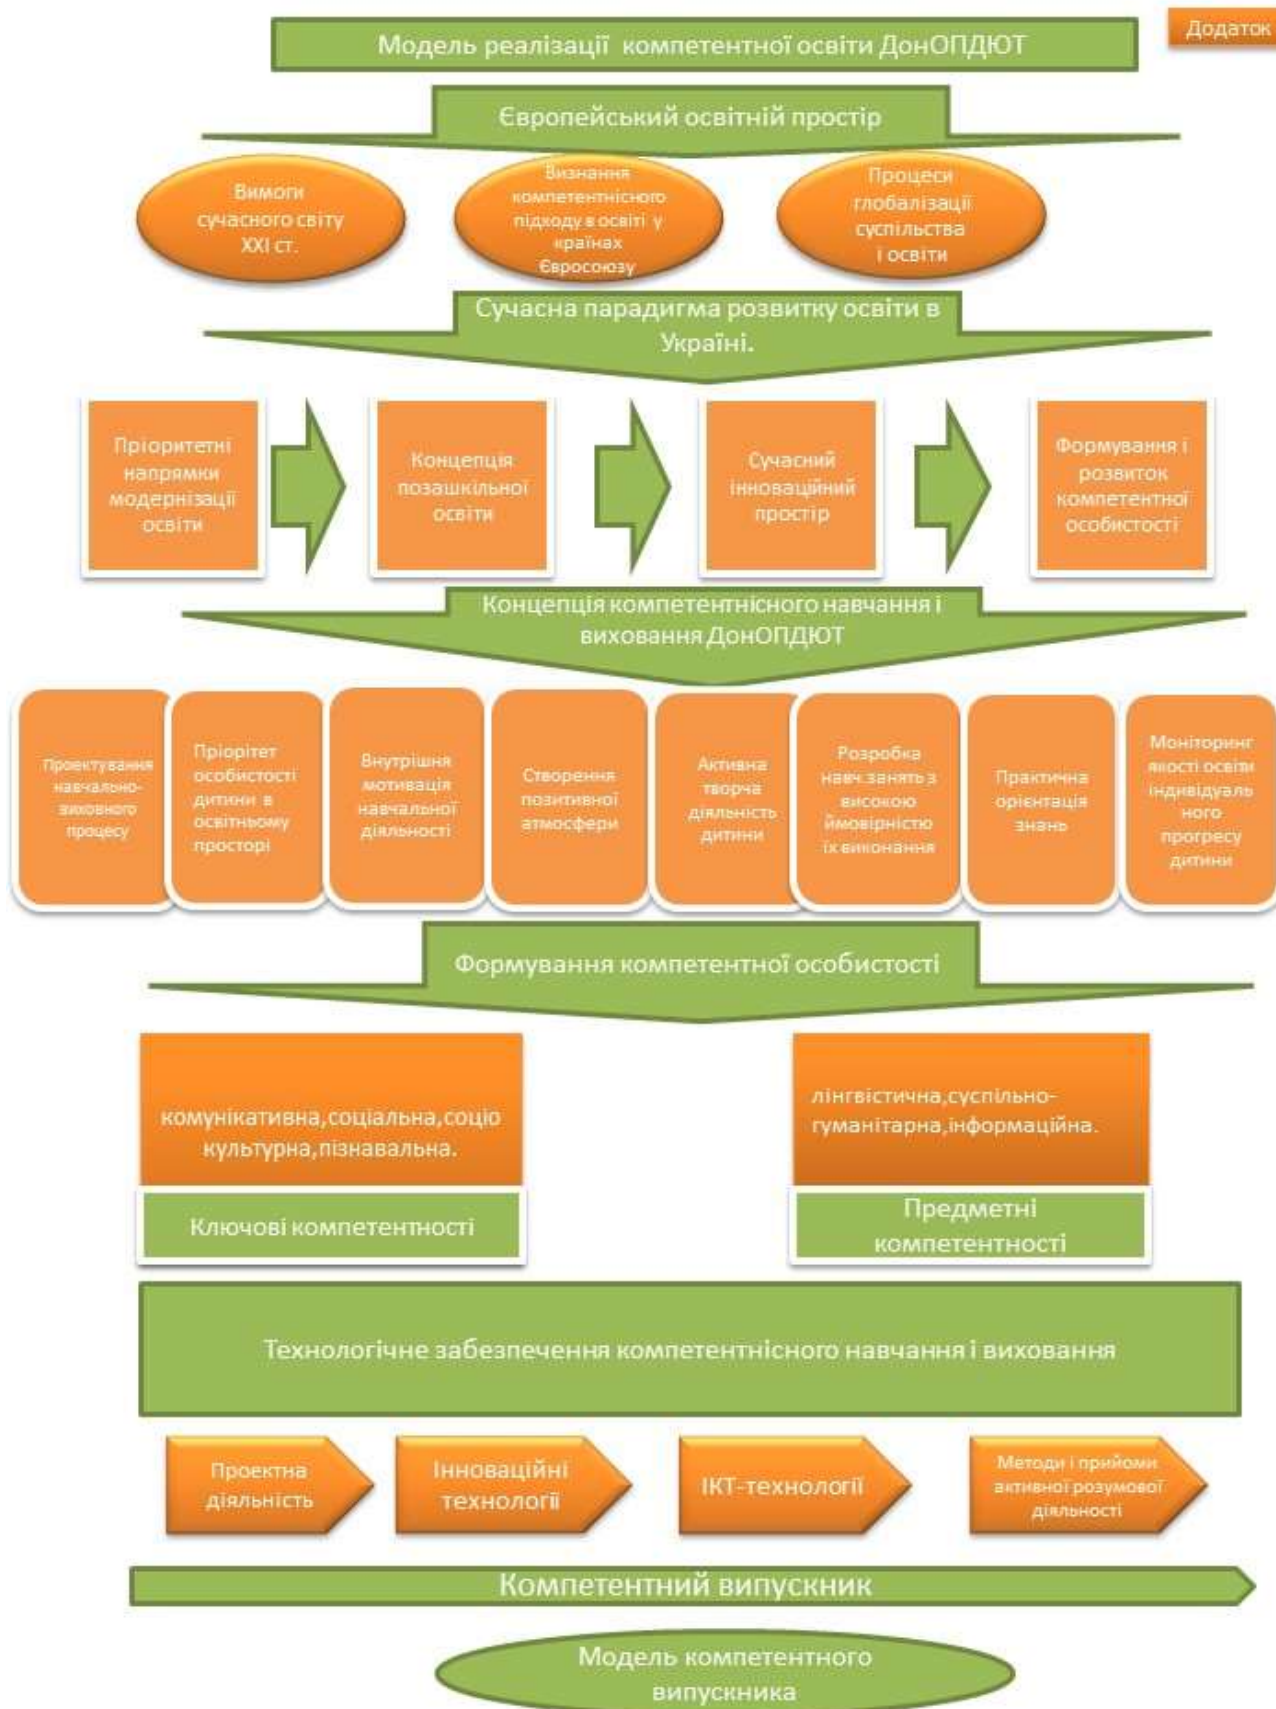 Модель реалізації компетентної освіти ДонОПДЮТ
Додаток
Європейський освітній простір
Вимоги
сучасного світу
XXI ст.
Визнання
компетентнісного
підходу в освіті у
країнах
Євросоюзу
Процеси
глобалізації
суспільства
і освіти
Сучасна парадигма розвитку освіти в
Україні.
Пріоритетні
напрямки
модернізації
освіти
Концепція
позашкільної
освіти
Сучасний
інноваційний
простір
Формування і
розвиток
компетентної
особистості
Концепція компетентнісного навчання і
виховання ДонОПДЮТ
Проектування
навчально-
виховного
процесу
Пріорітет
особистості
дитини в
освітньому
просторі
Внутрішня
мотивація
навчальної
діяльності
Створення
позитивної
атмосфери
Активна
творча
діяльність
дитини
Розробка
навч.занять з
високою
ймовірністю
їх виконання
Практична
орієнтація
знань
Моніторинг
якості освіти
індивідуаль
ного
прогресу
дитини
Формування компетентної особистості
комунікативна,соціальна,соціо
культурна,пізнавальна.
Ключові компетентності
лінгвістична,суспільно-
гуманітарна,інформаційна.
Предметні
компетентності
Технологічне забезпечення компетентнісного навчання і виховання
Проектна
діяльність
Інноваційні
технології
ІКТ-технології
Методи і прийоми
активної розумової
діяльності
Компетентний випускник
Модель компетентного
випускника